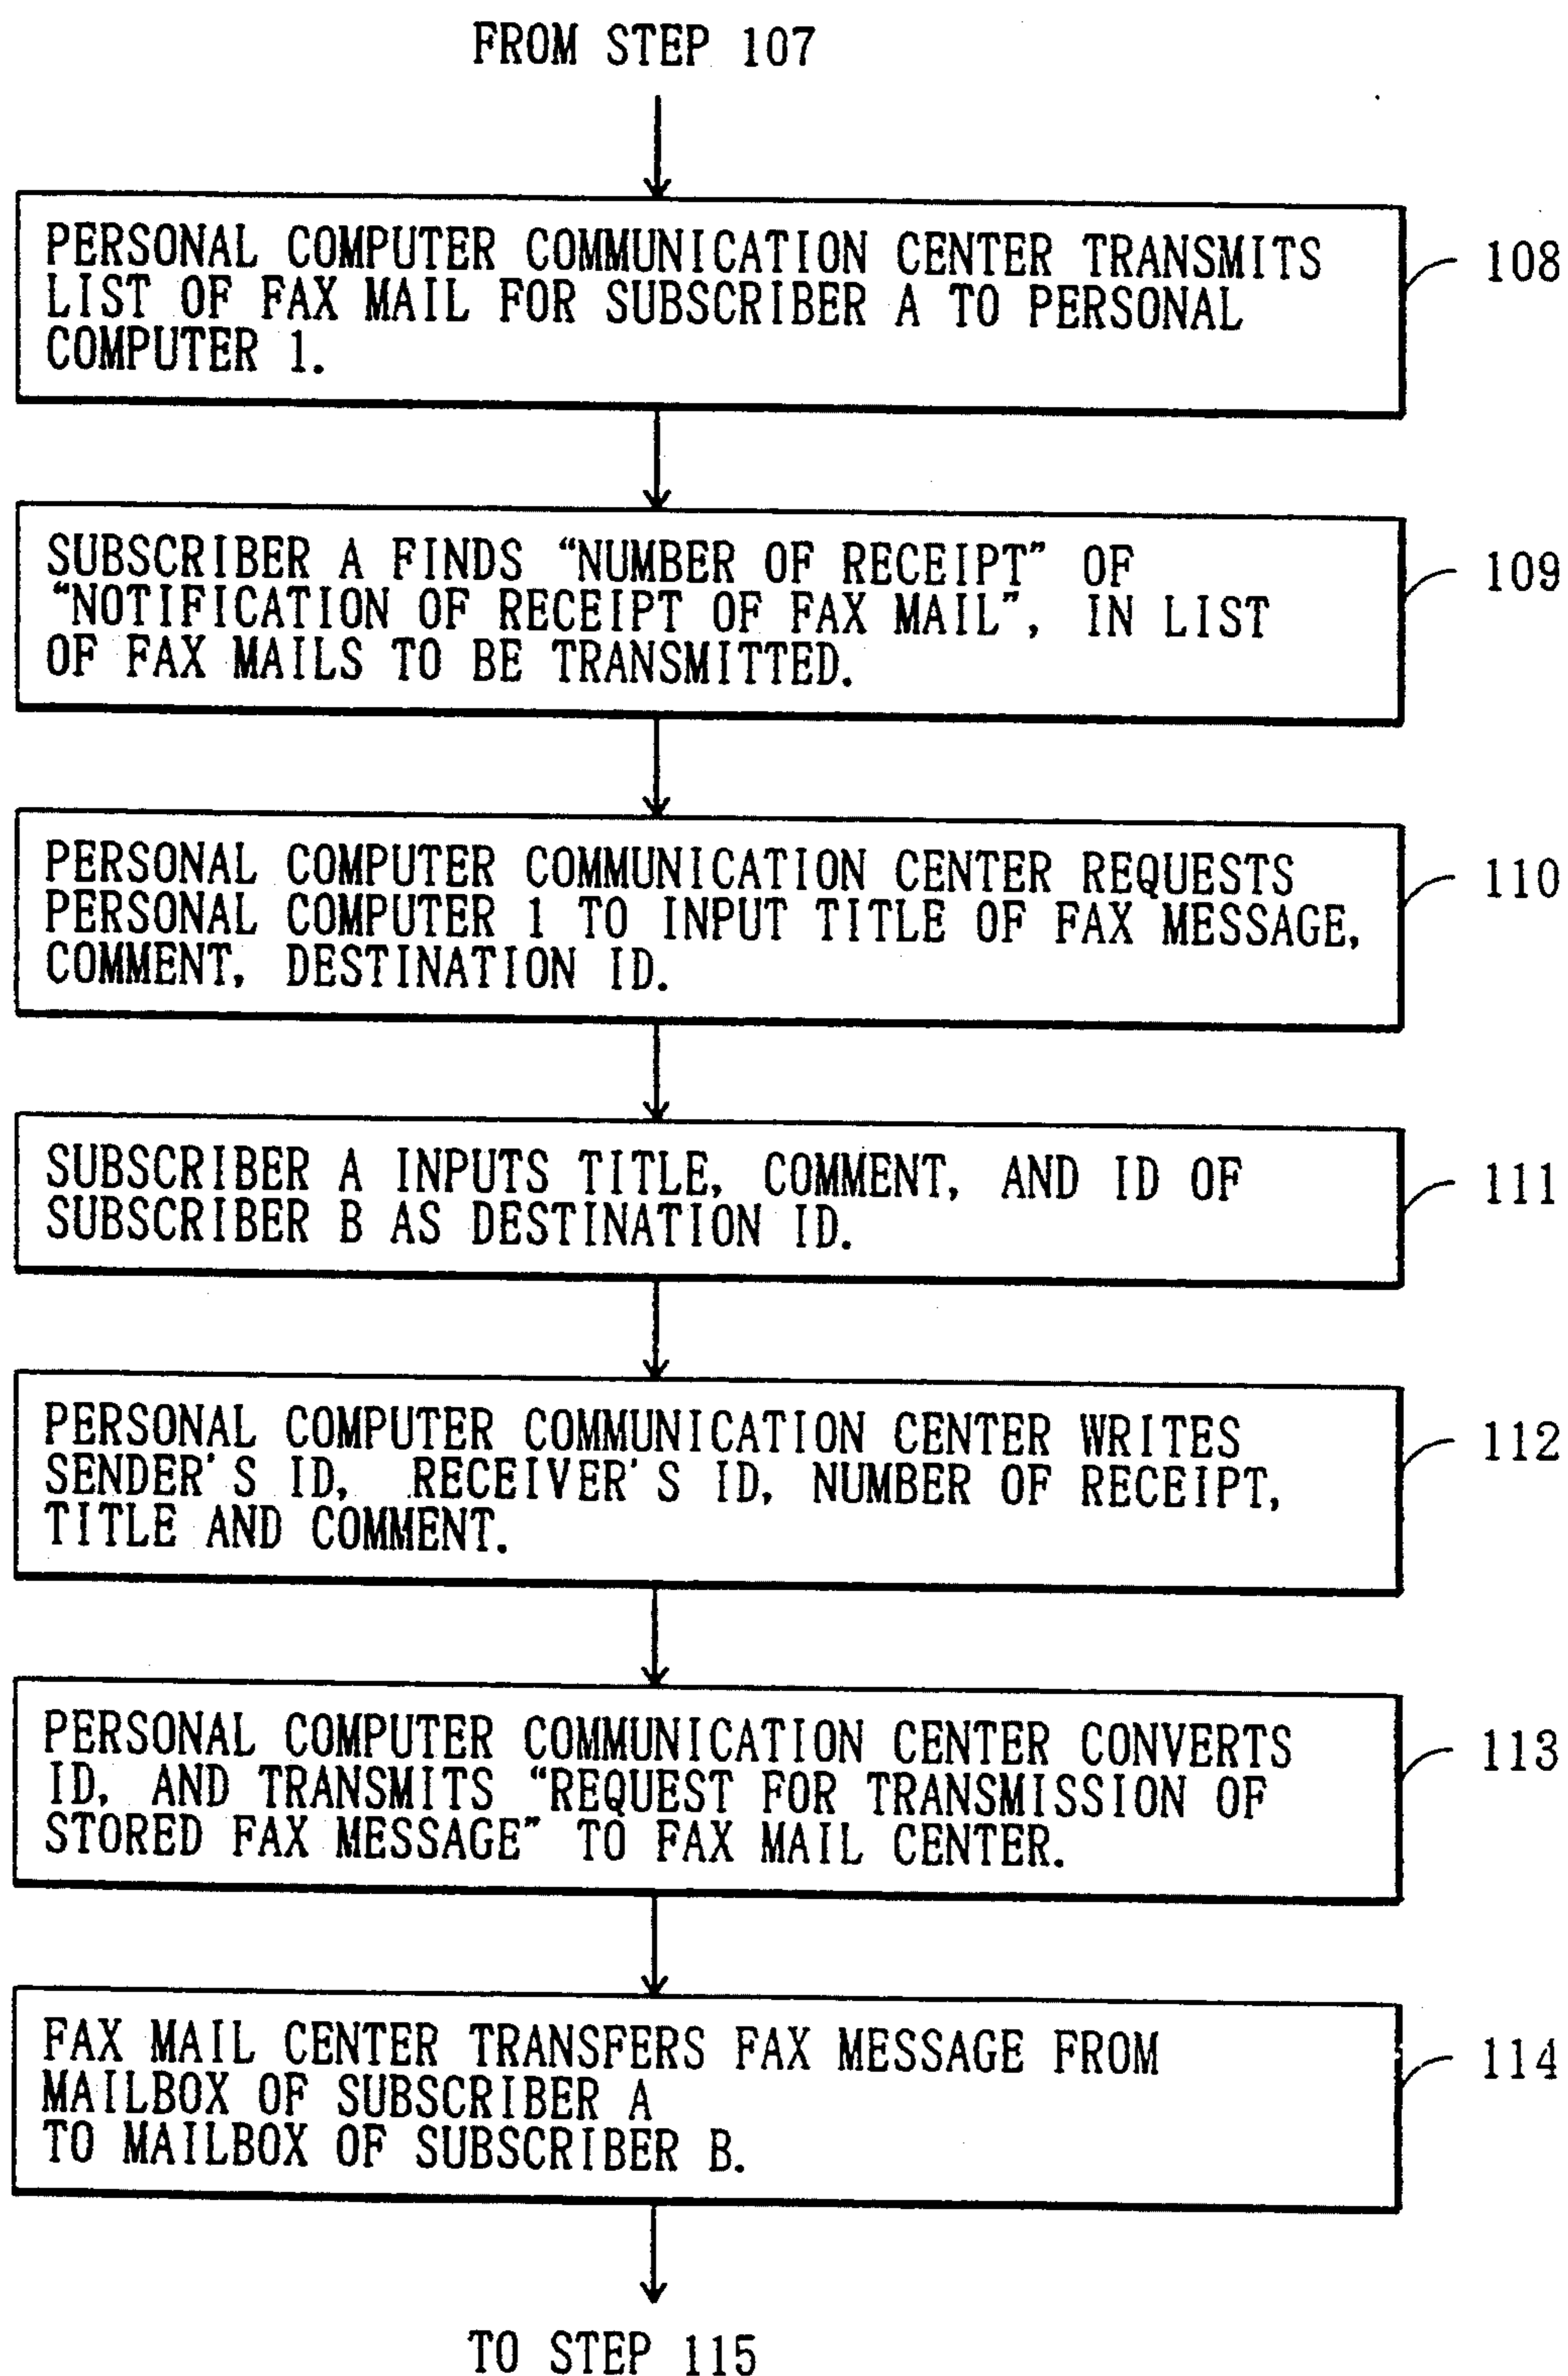 FROM STEP 107
PERSONAL COMPUTER COMMUNICATION CENTER TRANSMITS
LIST OF FAX MAIL FOR SUBSCRIBER A TO PERSONAL
COMPUTER 1.
108
SUBSCRIBER A FINDS "NUMBER OF RECEIPT" OF
"NOTIFICATION OF RECEIPT OF FAX MAIL", IN LIST
OF FAX MAILS TO BE TRANSMITTED.
109
PERSONAL COMPUTER COMMUNICATION CENTER REQUESTS
PERSONAL COMPUTER 1 TO INPUT TITLE OF FAX MESSAGE,
COMMENT, DESTINATION ID.
110
SUBSCRIBER A INPUTS TITLE, COMMENT, AND ID OF
SUBSCRIBER B AS DESTINATION ID.
111
PERSONAL COMPUTER COMMUNICATION CENTER WRITES
SENDER'S ID, RECEIVER'S ID, NUMBER OF RECEIPT,
TITLE AND COMMENT.
112
PERSONAL COMPUTER COMMUNICATION CENTER CONVERTS
ID, AND TRANSMITS "REQUEST FOR TRANSMISSION OF
STORED FAX MESSAGE" TO FAX MAIL CENTER.
113
FAX MAIL CENTER TRANSFERS FAX MESSAGE FROM
MAILBOX OF SUBSCRIBER A
TO MAILBOX OF SUBSCRIBER B.
114
TO STEP 115